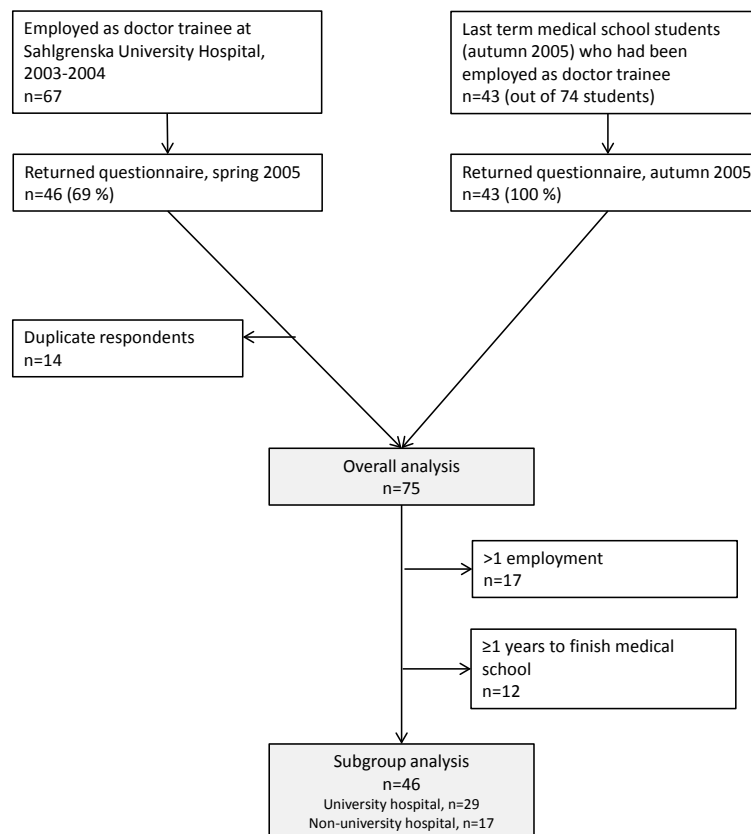 Employed as doctor trainee at
Sahlgrenska University Hospital,
2003-2004
n=67
Last term medical school students
(autumn 2005) who had been
employed as doctor trainee
n=43 (out of 74 students)
Returned questionnaire, spring 2005
n=46 (69 %)
Returned questionnaire, autumn 2005
n=43 (100 %)
Duplicate respondents
n=14
Overall analysis
n=75
>1 employment
n=17
≥1 years to finish medical
school
n=12
Subgroup analysis
n=46
University hospital, n=29
Non-university hospital, n=17